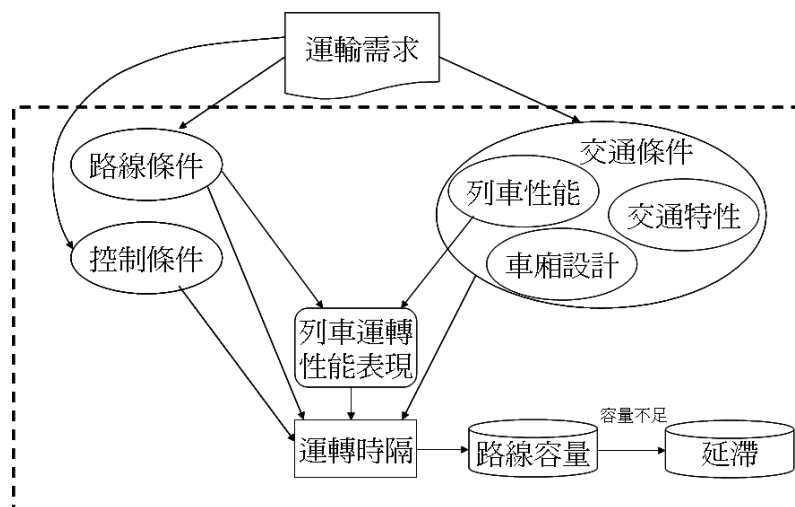 運輸需求
路線條件
控制條件
交通條件
列車性能
交通特性
車廂設計
列車運轉
性能表現
運轉時隔
路線容量
容量不足
延滯